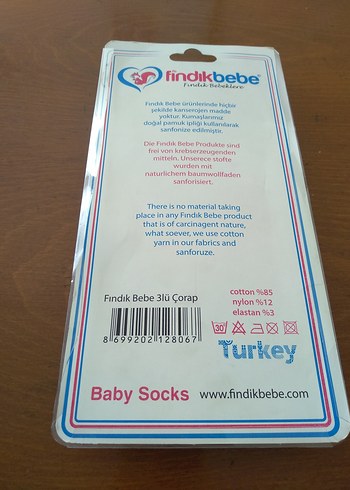 fındıkbebe®
Fındık Bebeklere
Fındık Bebe ürünlerinde hiçbir
şekilde kanserojen madde
yoktur. Kumaşlarımız
doğal pamuk ipliği kullanılarak
sanforize edilmiştir.
Die Fındık Bebe Produkte sind
frei von krebserzeugenden
mitteln. Unserece stofte
wurden mit
naturlichem baumwollfaden
sanforisiert.
There is no material taking
place in any Fındık Bebe product
that is of carcinagent nature,
what soever, we use cotton
yarn in our fabrics and
sanforuze.
Fındık Bebe 3lü Çorap
cotton %85
nylon %12
elastan %3
8 699202 128067
30
Turkey
Baby Socks www.findikbebe.com